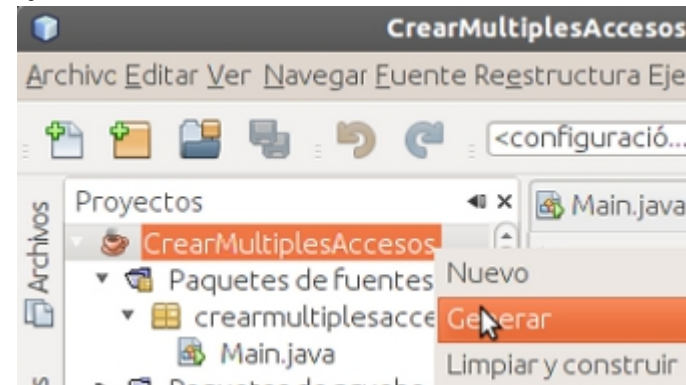 CrearMultiplesAccesos
Archivo Editar Ver Navegar Fuente Reestructura Eje
<configuració...
Archivos
Proyectos
Main.java
CrearMultiplesAccesos
Paquetes de fuentes
crearmultiplesacce
Main.java
Nuevo
Generar
Limpiar y construir